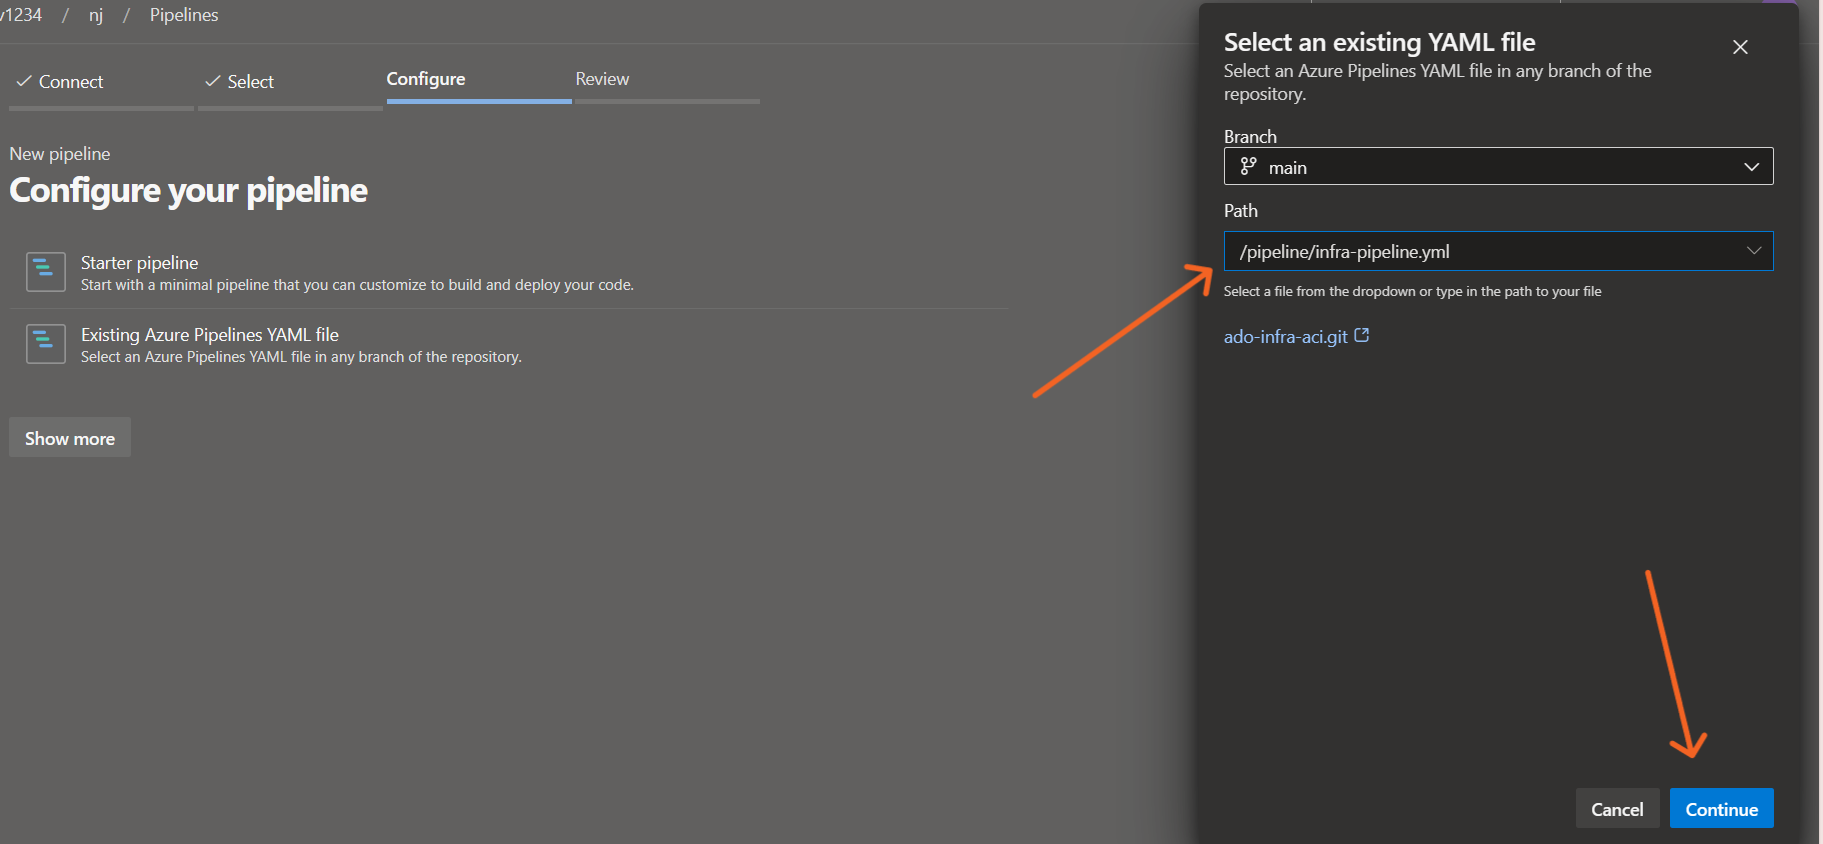 v1234 / nj / Pipelines
Connect
Select
Configure
Review
New pipeline
Configure your pipeline
Starter pipeline
Start with a minimal pipeline that you can customize to build and deploy your code.
Existing Azure Pipelines YAML file
Select an Azure Pipelines YAML file in any branch of the repository.
Show more
Select an existing YAML file
Select an Azure Pipelines YAML file in any branch of the
repository.
Branch
main
Path
/pipeline/infra-pipeline.yml
Select a file from the dropdown or type in the path to your file
ado-infra-aci.git
Cancel
Continue